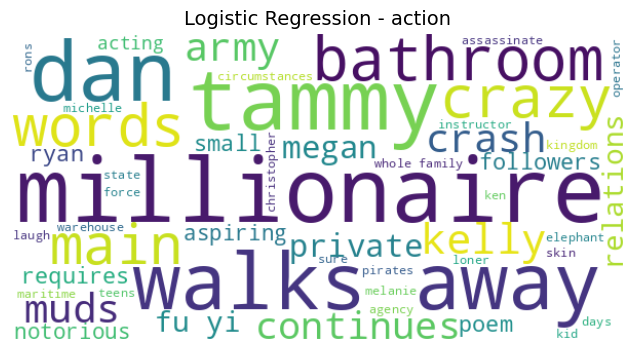 Logistic Regression - action
rons
acting
army
bathroom
assassinate
operator
dan
circumstances
michelle
tammy
crazy
words
instructor
crash
kingdom
small
megan
followers
relations
ryan
christopher
whole family
state
force
millionaire
ken
laugh
warehouse
aspiring
main
private
kelly
elephant
skin
sure
loner
requires
walks away
pirates
maritime
teens
melanie
agency
muds
notorious
fu yi
continues
poem
days
kid